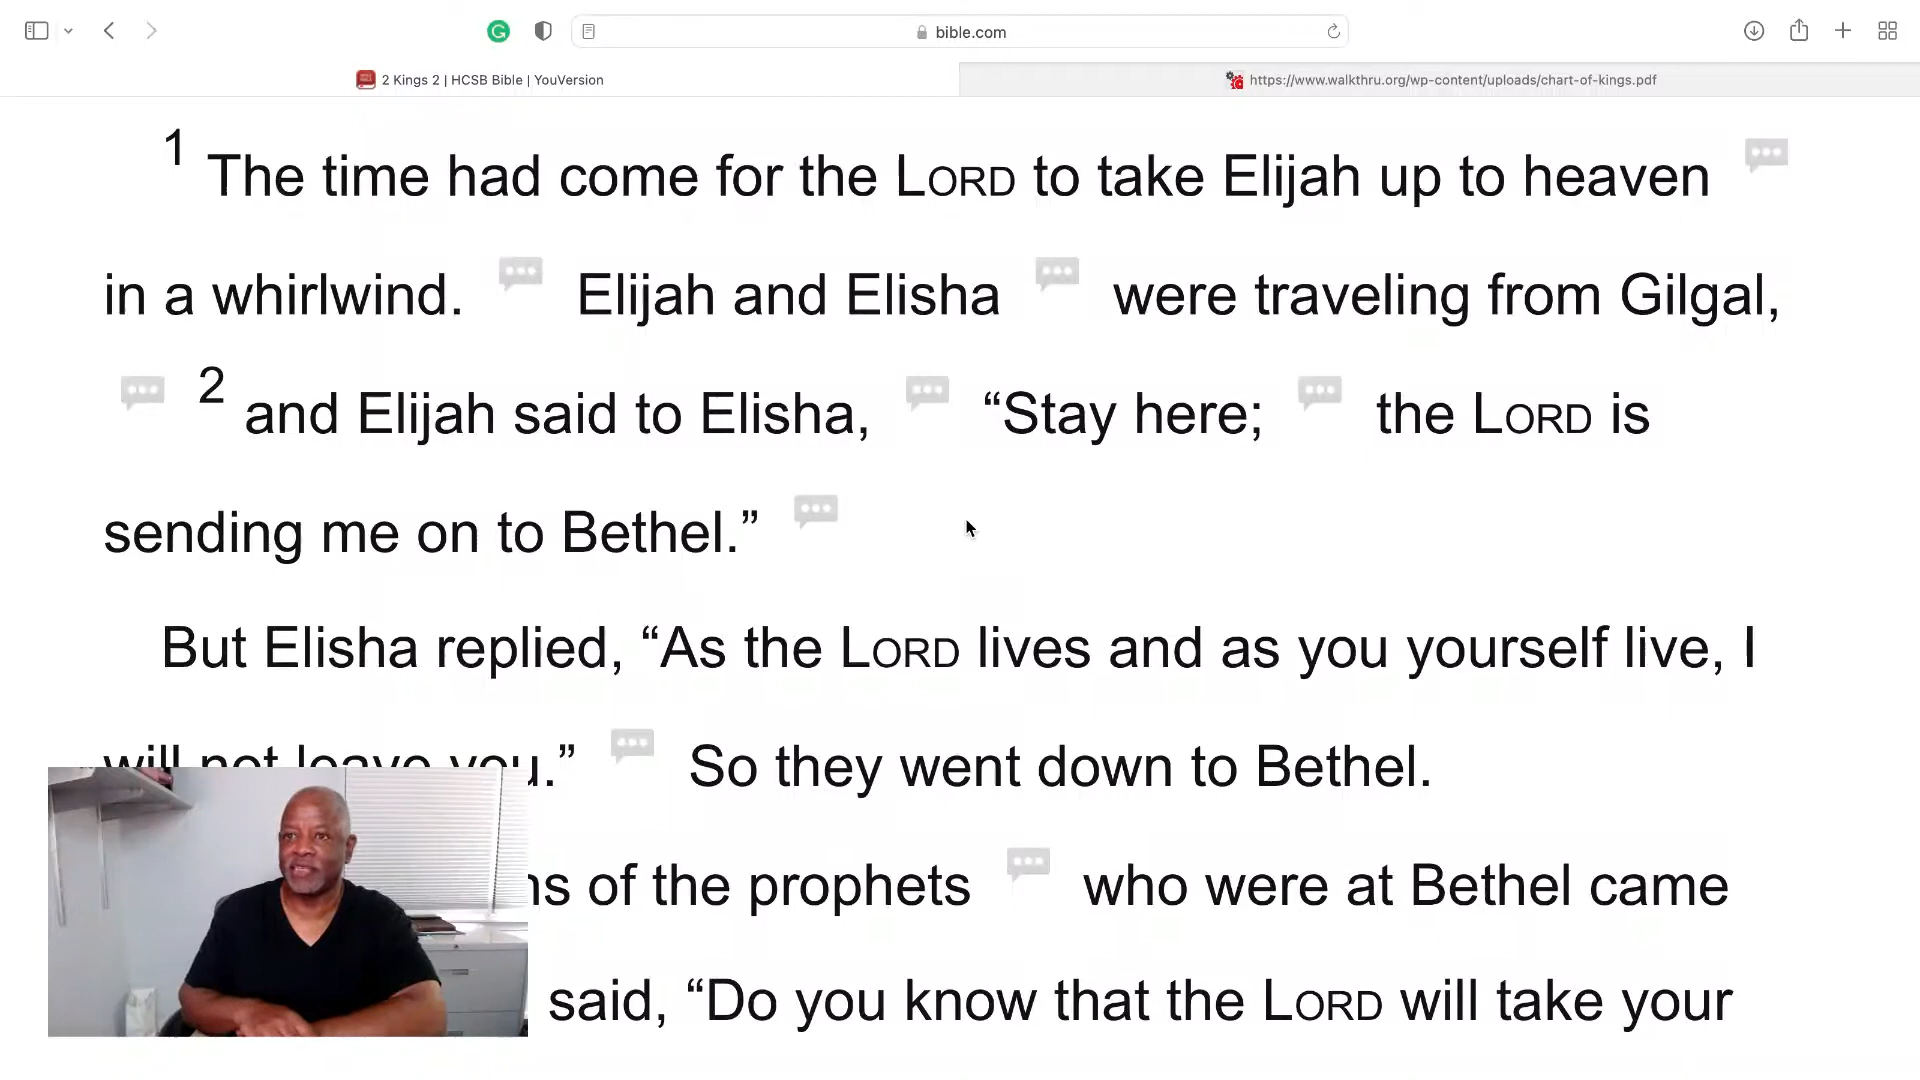 bible.com
2 Kings 2 | HCSB Bible | YouVersion
https://www.walkthru.org/wp-content/uploads/chart-of-kings.pdf
1 The time had come for the LORD to take Elijah up to heaven
in a whirlwind. Elijah and Elisha were traveling from Gilgal,
2 and Elijah said to Elisha, “Stay here; the LORD is
sending me on to Bethel.”
But Elisha replied, “As the LORD lives and as you yourself live, I
will not leave you.” So they went down to Bethel.
of the prophets who were at Bethel came
said, “Do you know that the LORD will take your